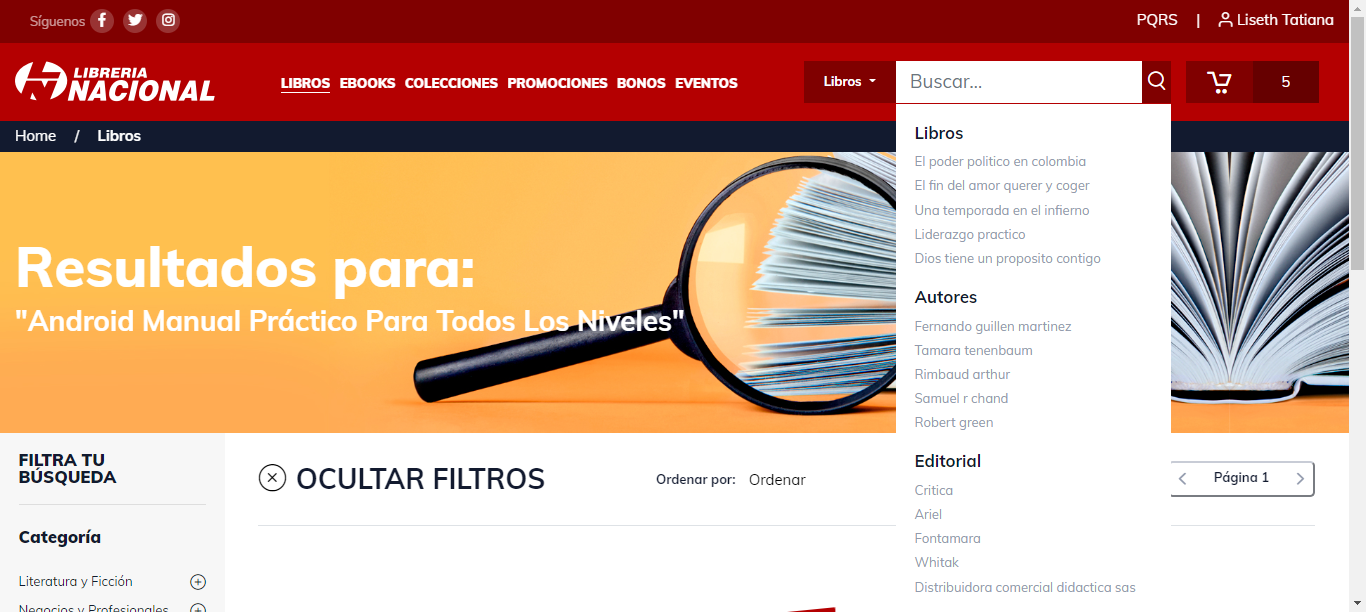 Síguenos
PQRS | Liseth Tatiana
LIBRERIA
NACIONAL
LIBROS EBOOKS COLECCIONES PROMOCIONES BONOS EVENTOS
Libros
Buscar...
5
Home / Libros
Resultados para:
"Android Manual Práctico Para Todos Los Niveles"
Libros
El poder politico en colombia
El fin del amor querer y coger
Una temporada en el infierno
Liderazgo practico
Dios tiene un proposito contigo
Autores
Fernando guillen martinez
Tamara tenenbaum
Rimbaud arthur
Samuel r chand
Robert green
Editorial
Critica
Ariel
Fontamara
Whitak
Distribuidora comercial didactica sas
FILTRA TU
BÚSQUEDA
Categoría
Literatura y Ficción
Negocios y Profesionales
OCULTAR FILTROS
Ordenar por: Ordenar
Página 1